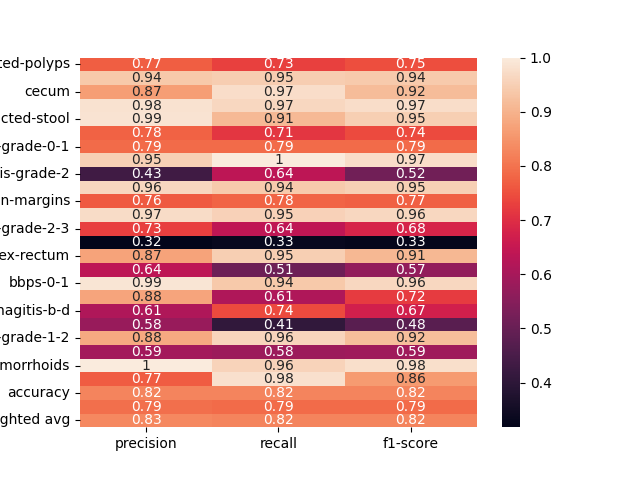 ted-polyps 0.77 0.73 0.75
0.94 0.95 0.94
cecum 0.87 0.97 0.92
0.98 0.97 0.97
cted-stool 0.99 0.91 0.95
0.78 0.71 0.74
-grade-0-1 0.79 0.79 0.79
0.95 1 0.97
is-grade-2 0.43 0.64 0.52
0.96 0.94 0.95
n-margins 0.76 0.78 0.77
0.97 0.95 0.96
-grade-2-3 0.73 0.64 0.68
0.32 0.33 0.33
ex-rectum 0.87 0.95 0.91
0.64 0.51 0.57
bbps-0-1 0.99 0.94 0.96
0.88 0.61 0.72
nagitis-b-d 0.61 0.74 0.67
0.58 0.41 0.48
-grade-1-2 0.88 0.96 0.92
0.59 0.58 0.59
morrhoids 1 0.96 0.98
0.77 0.98 0.86
accuracy 0.82 0.82 0.82
0.79 0.79 0.79
ghted avg 0.83 0.82 0.82
precision recall f1-score
1.0
0.9
0.8
0.7
0.6
0.5
0.4